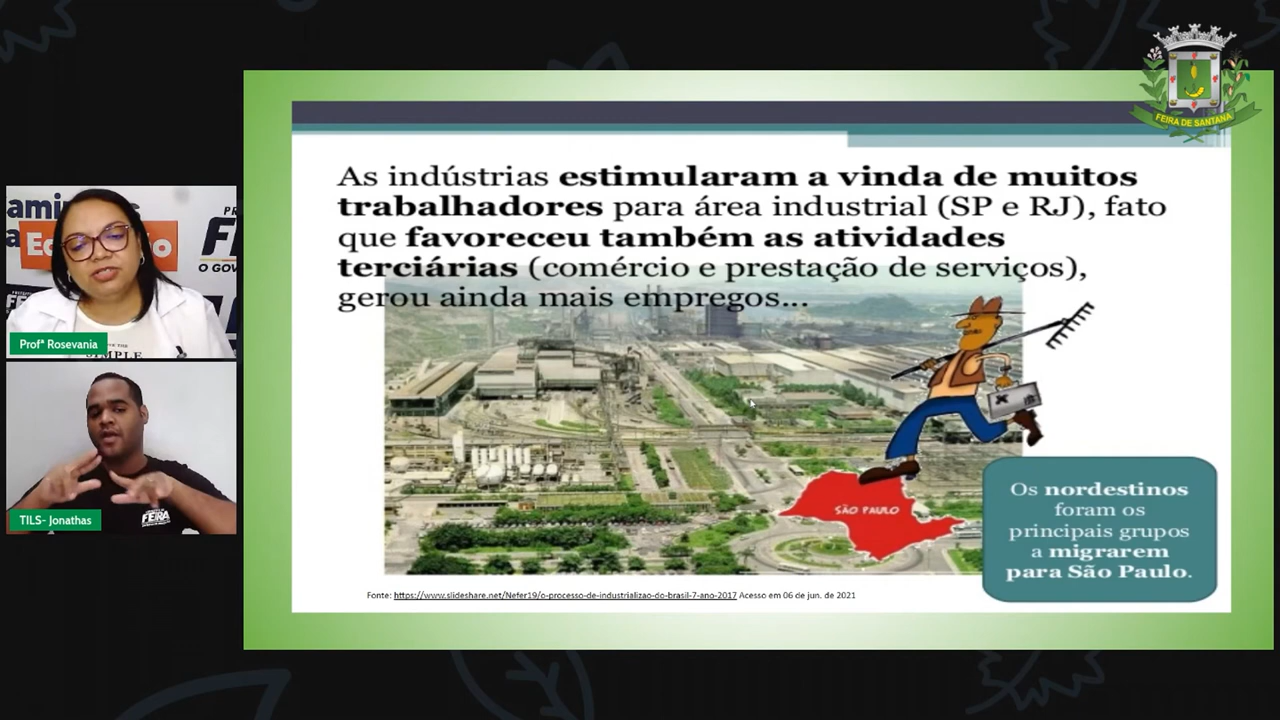 FEIRA DE SANTANA
As indústrias estimularam a vinda de muitos
trabalhadores para área industrial (SP e RJ), fato
que favoreceu também as atividades
terciárias (comércio e prestação de serviços),
gerou ainda mais empregos...
SÃO PAULO
Os nordestinos
foram os
principais grupos
a migrarem
para São Paulo.
Fonte: https://www.slideshare.net/Nefer19/o-processo-de-industrializao-do-brasil-7-ano-2017 Acesso em 06 de jun. de 2021
O GOV
Profª Rosevania
SIMPLE
FEIRA
TILS- Jonathas